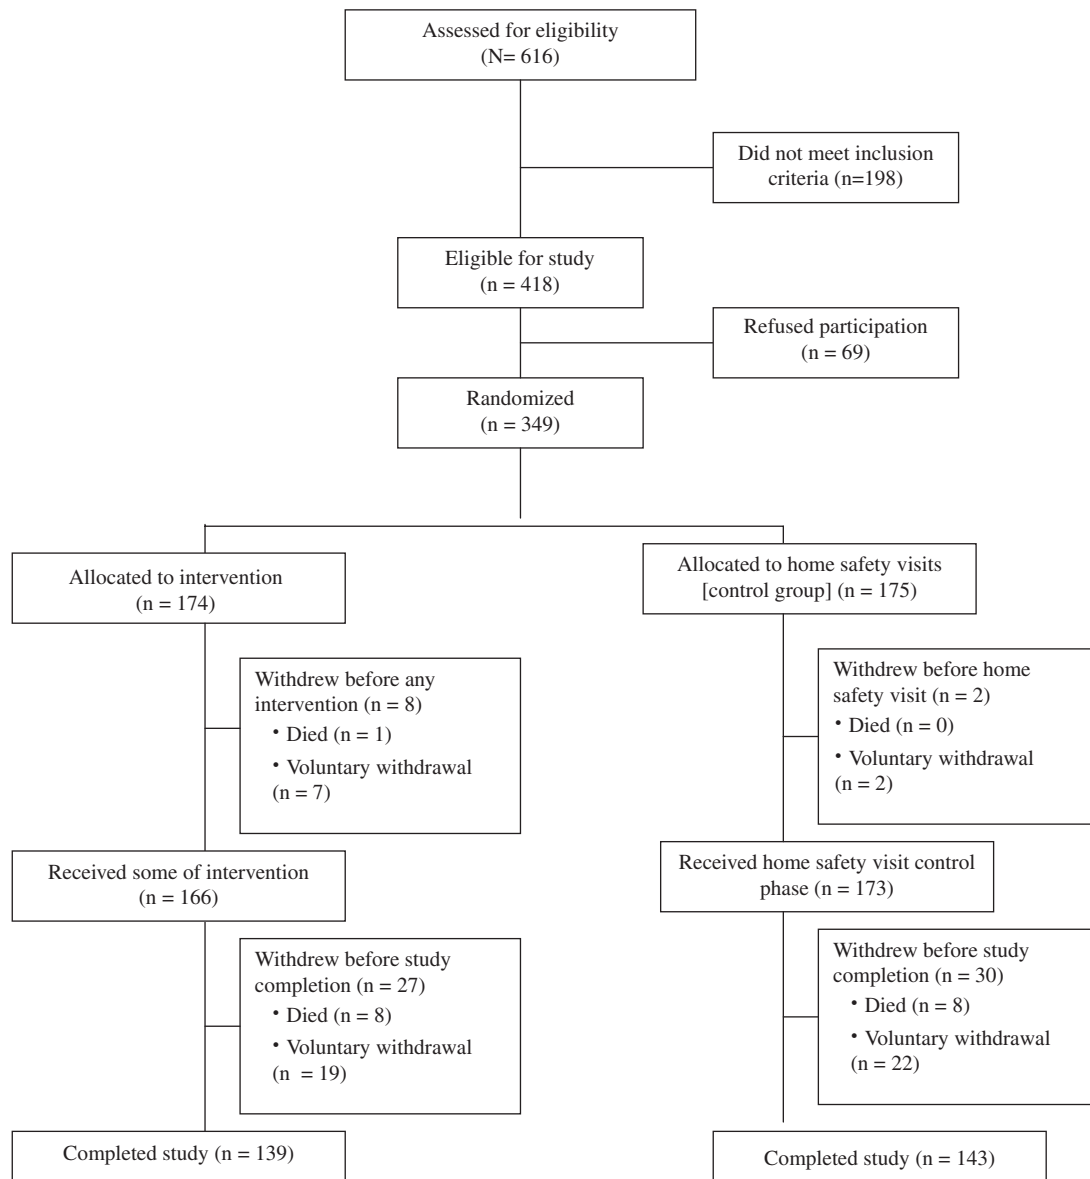 Assessed for eligibility
(N= 616)
Did not meet inclusion
criteria (n=198)
Eligible for study
(n = 418)
Refused participation
(n = 69)
Randomized
(n = 349)
Allocated to intervention
(n = 174)
Allocated to home safety visits
[control group] (n = 175)
Withdrew before any
intervention (n = 8)
• Died (n = 1)
• Voluntary withdrawal
(n = 7)
Withdrew before home
safety visit (n = 2)
• Died (n = 0)
• Voluntary withdrawal
(n = 2)
Received some of intervention
(n = 166)
Received home safety visit control
phase (n = 173)
Withdrew before study
completion (n = 27)
• Died (n = 8)
• Voluntary withdrawal
(n = 19)
Withdrew before study
completion (n = 30)
• Died (n = 8)
• Voluntary withdrawal
(n = 22)
Completed study (n = 139)
Completed study (n = 143)